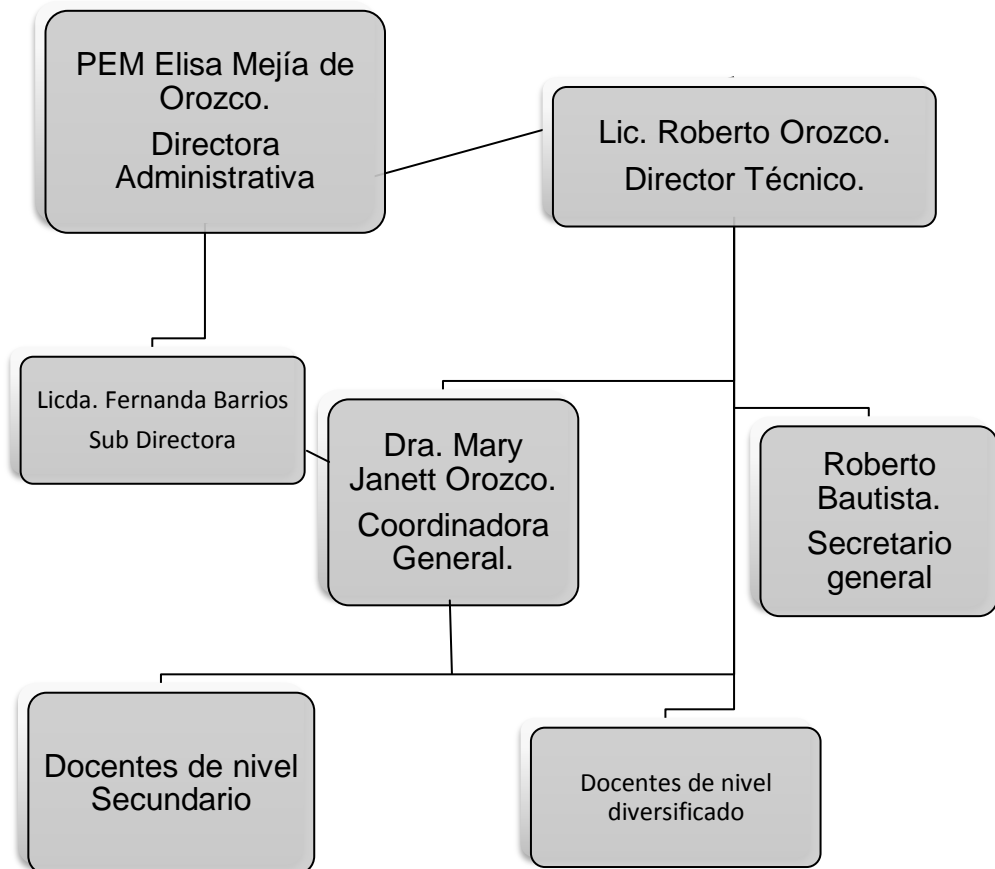 PEM Elisa Mejía de
Orozco.
Directora
Administrativa
Lic. Roberto Orozco.
Director Técnico.
Licda. Fernanda Barrios
Sub Directora
Dra. Mary
Janett Orozco.
Coordinadora
General.
Roberto
Bautista.
Secretario
general
Docentes de nivel
Secundario
Docentes de nivel
diversificado